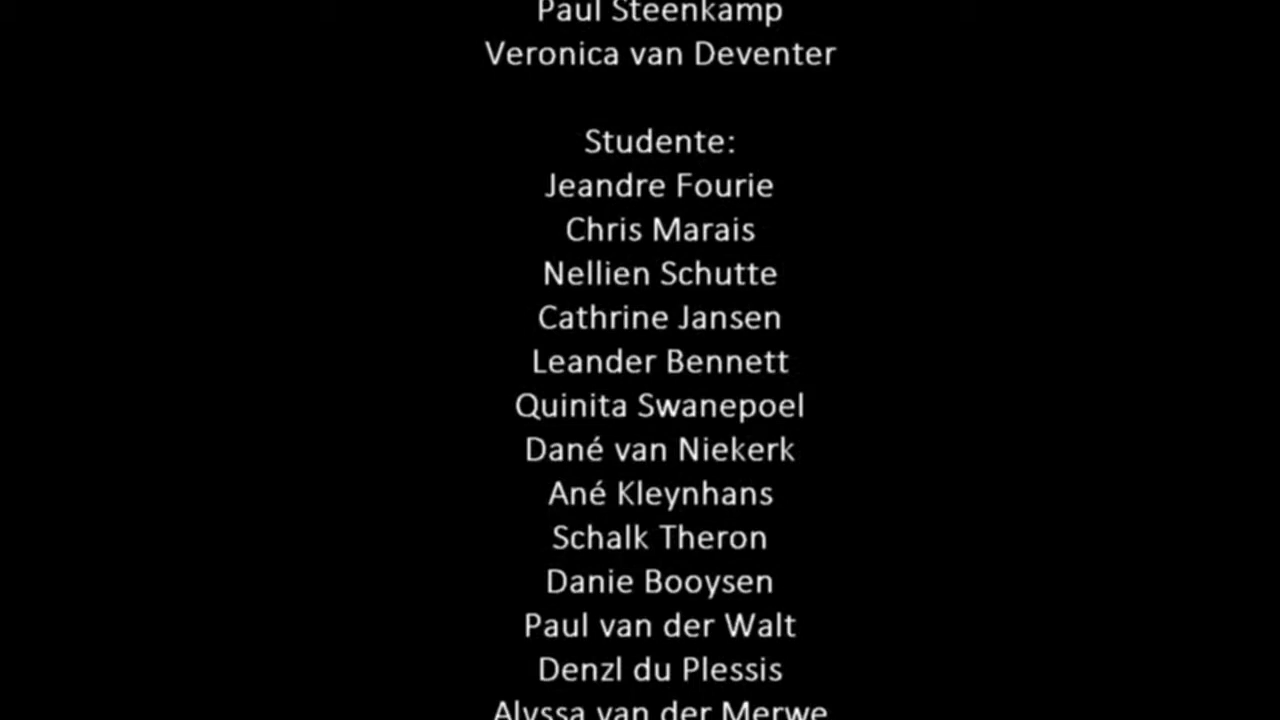 Paul Steenkamp
Veronica van Deventer
Studente:
Jeandre Fourie
Chris Marais
Nellien Schutte
Cathrine Jansen
Leander Bennett
Quinita Swanepoel
Dané van Niekerk
Ané Kleynhans
Schalk Theron
Danie Booysen
Paul van der Walt
Denzl du Plessis
Alyssa van der Merwe